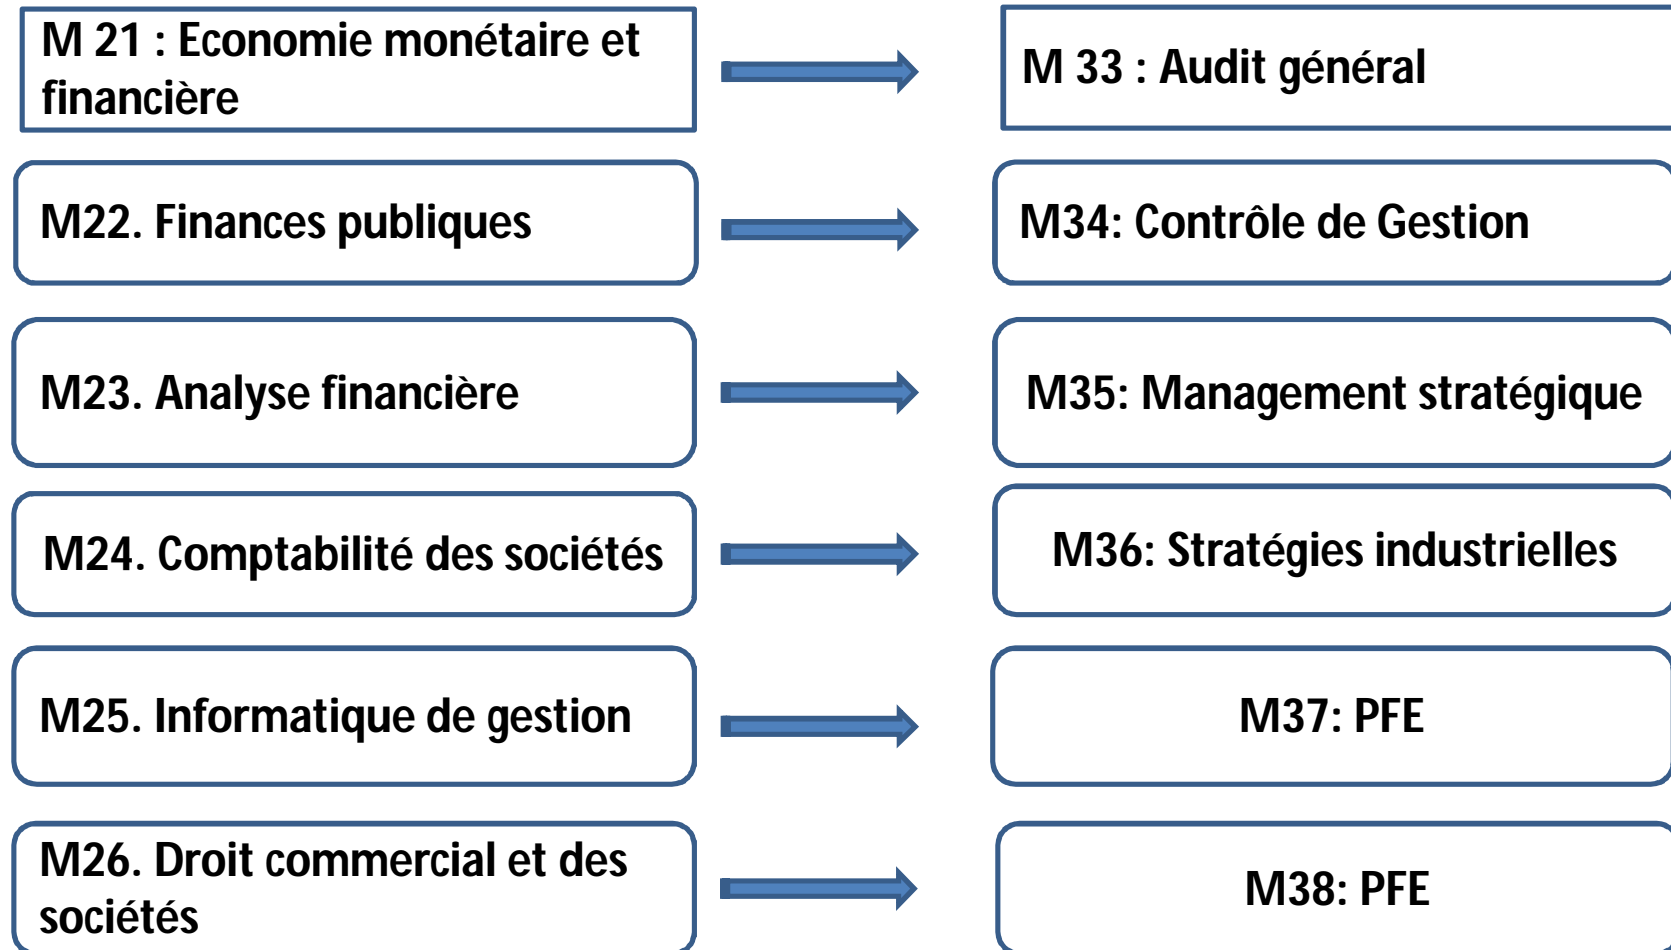 M 21 : Economie monétaire et
financière
M 33 : Audit général
M22. Finances publiques
M34: Contrôle de Gestion
M23. Analyse financière
M35: Management stratégique
M24. Comptabilité des sociétés
M36: Stratégies industrielles
M25. Informatique de gestion
M37: PFE
M26. Droit commercial et des
sociétés
M38: PFE